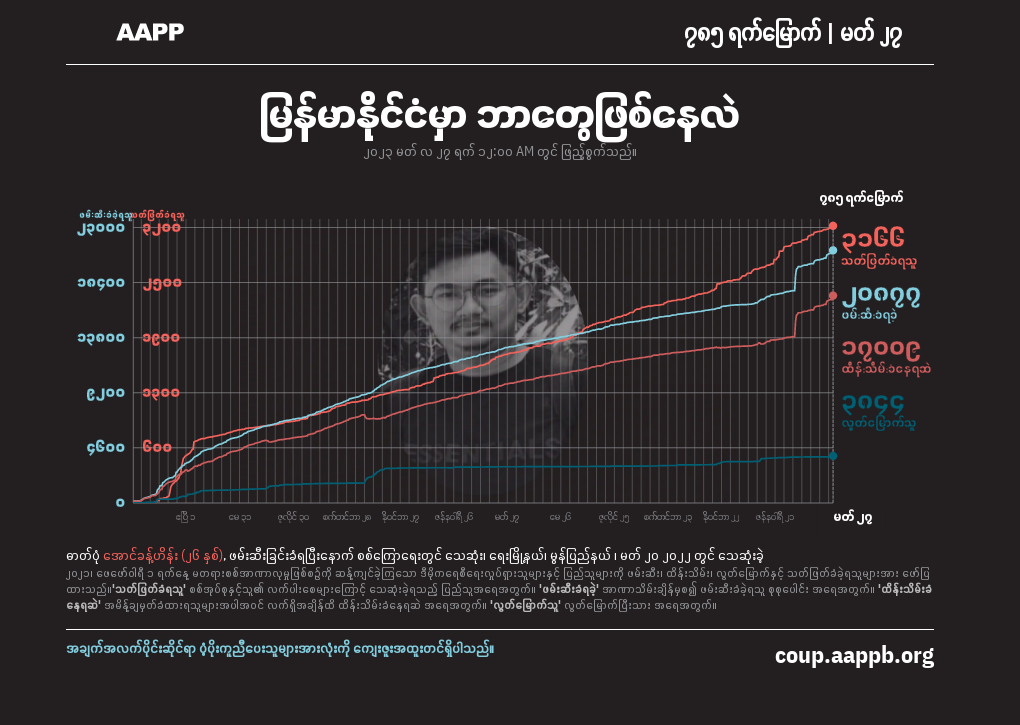 AAPP
၇၈၅ ရက်မြောက် | မတ် ၂၇
မြန်မာနိုင်ငံမှာ ဘာတွေဖြစ်နေလဲ
၂၀၂၃ မတ် လ ၂၇ ရက် ၁၂:၀၀ AM တွင် ဖြည့်စွက်သည်။
၇၈၅ ရက်မြောက်
ဖမ်းဆီးခံခဲ့ရသူ သတ်ဖြတ်ခံရသူ
၂၃၀၀၀ ၃၂၀၀
၁၈၄၀၀ ၂၅၀၀
၁၃၈၀၀ ၁၉၀၀
၉၂၀၀ ၁၃၀၀
၄၆၀၀ ၆၀၀
၀
၃၁၆၆
သတ်ဖြတ်ခံရသူ
၂၀၈၇၇
ဖမ်းဆီးခံရခဲ့
၁၇၀၀၉
ထိန်းသိမ်းခံနေရဆဲ
၃၈၄၄
လွတ်မြောက်သူ
ဧပြီ ၁ မေ ၃၁ ဇူလိုင် ၃၀ စက်တင်ဘာ ၂၈ နိုဝင်ဘာ ၂၇ ဇန်နဝါရီ ၂၆ မတ် ၂၇ မေ ၂၆ ဇူလိုင် ၂၅ စက်တင်ဘာ ၂၃ နိုဝင်ဘာ ၂၂ ဇန်နဝါရီ ၂၁ မတ် ၂၇
ဓာတ်ပုံ အောင်ခန့်ဟိန်း (၂၆ နှစ်), ဖမ်းဆီးခြင်းခံရပြီးနောက် စစ်ကြောရေးတွင် သေဆုံး၊ ရေးမြို့နယ်၊ မွန်ပြည်နယ် ၊ မတ် ၂၀ ၂၀၂၂ တွင် သေဆုံးခဲ့
၂၀၂၁၊ ဖေဖော်ဝါရီ ၁ ရက်နေ့ မတရားစစ်အာဏာလုမှုဖြစ်စဉ်ကို ဆန့်ကျင်ခဲ့ကြသော ဒီမိုကရေစီရေးလှုပ်ရှားသူများနှင့် ပြည်သူများကို ဖမ်းဆီး၊ ထိန်းသိမ်း၊ လွတ်မြောက်နှင့် သတ်ဖြတ်ခံခဲ့ရသူများအား ဖော်ပြ
ထားသည်။'သတ်ဖြတ်ခံရသူ' စစ်အုပ်စုနှင့်သူ၏ လက်ပါးစေများကြောင့် သေဆုံးခဲ့ရသည့် ပြည်သူအရေအတွက်။ 'ဖမ်းဆီးခံရခဲ့' အာဏာသိမ်းချိန်မှစ၍ ဖမ်းဆီးခံခဲ့ရသူ စုစုပေါင်း အရေအတွက်။ 'ထိန်းသိမ်းခံ
နေရဆဲ' အမိန့်ချမှတ်ခံထားရသူများအပါအဝင် လက်ရှိအချိန်ထိ ထိန်းသိမ်းခံနေရဆဲ အရေအတွက်။ 'လွတ်မြောက်သူ' လွတ်မြောက်ပြီးသား အရေအတွက်။
အချက်အလက်ပိုင်းဆိုင်ရာ ပံ့ပိုးကူညီပေးသူများအားလုံးကို ကျေးဇူးအထူးတင်ရှိပါသည်။
coup.aappb.org